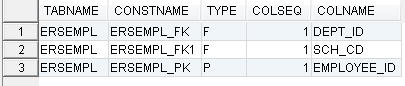 TABNAME CONSTNAME TYPE COLSEQ COLNAME
1 ERSEMPL ERSEMPL_FK F 1 DEPT_ID
2 ERSEMPL ERSEMPL_FK1 F 1 SCH_CD
3 ERSEMPL ERSEMPL_PK P 1 EMPLOYEE_ID